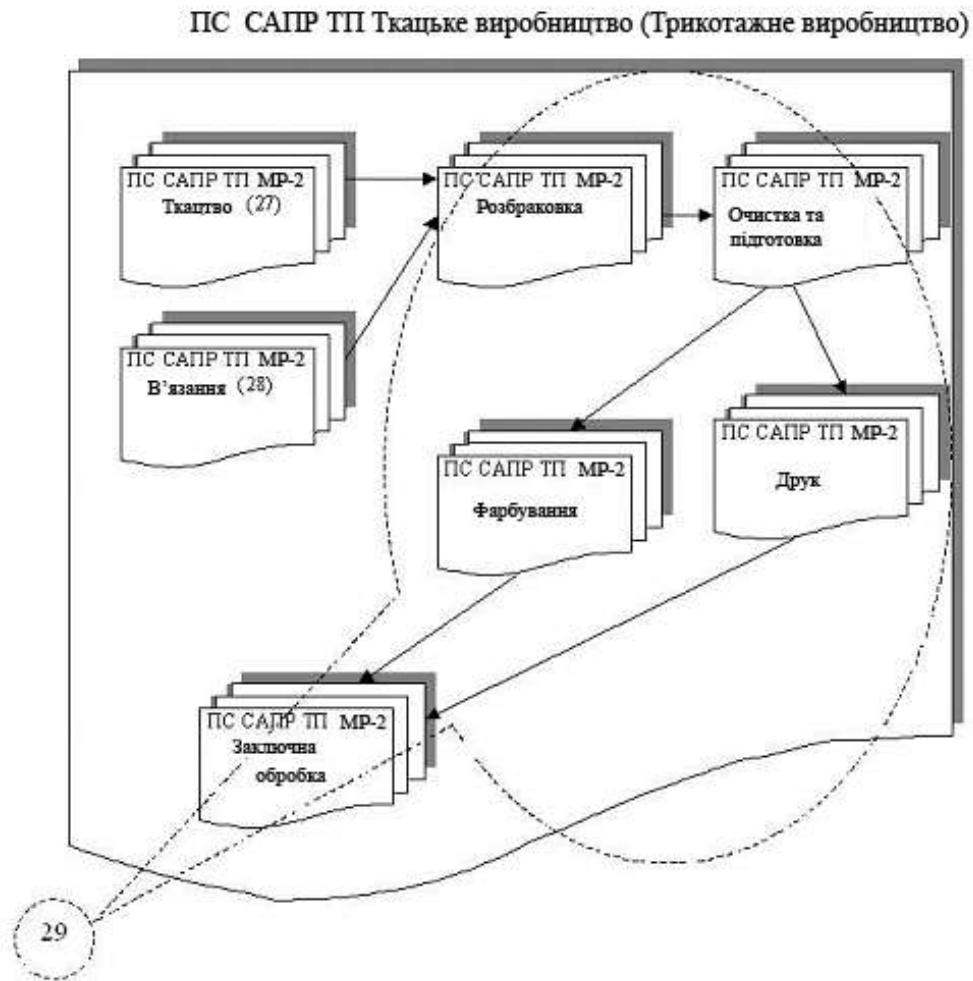 ПС САПР ТП Ткацьке виробництво (Трикотажне виробництво)
ПС САПР ТП МР-2
Ткацтво (27)
ПС САПР ТП МР-2
Розбраковка
ПС САПР ТП МР-2
Очистка та
підготовка
ПС САПР ТП МР-2
В’язання (28)
ПС САПР ТП МР-2
Фарбування
ПС САПР ТП МР-2
Друк
ПС САПР ТП МР-2
Заключна
обробка
29